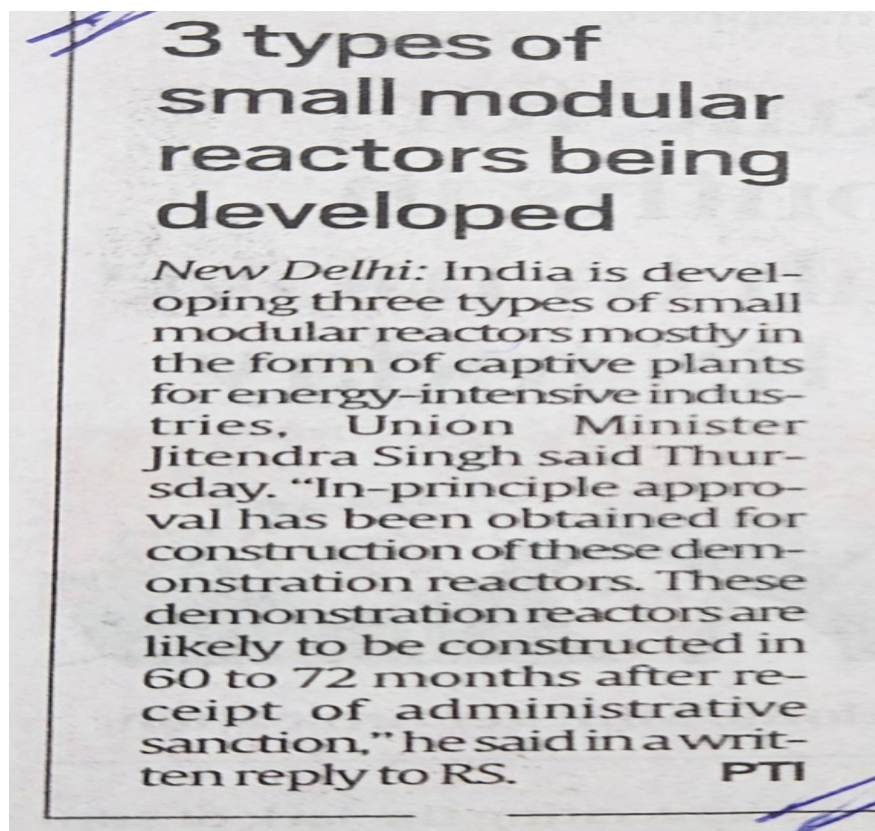 3 types of
small modular
reactors being
developed
New Delhi: India is devel-
oping three types of small
modular reactors mostly in
the form of captive plants
for energy-intensive indus-
tries, Union Minister
Jitendra Singh said Thur-
sday. “In-principle appro-
val has been obtained for
construction of these dem-
onstration reactors. These
demonstration reactors are
likely to be constructed in
60 to 72 months after re-
ceipt of administrative
sanction,” he said in a writ-
ten reply to RS. PTI